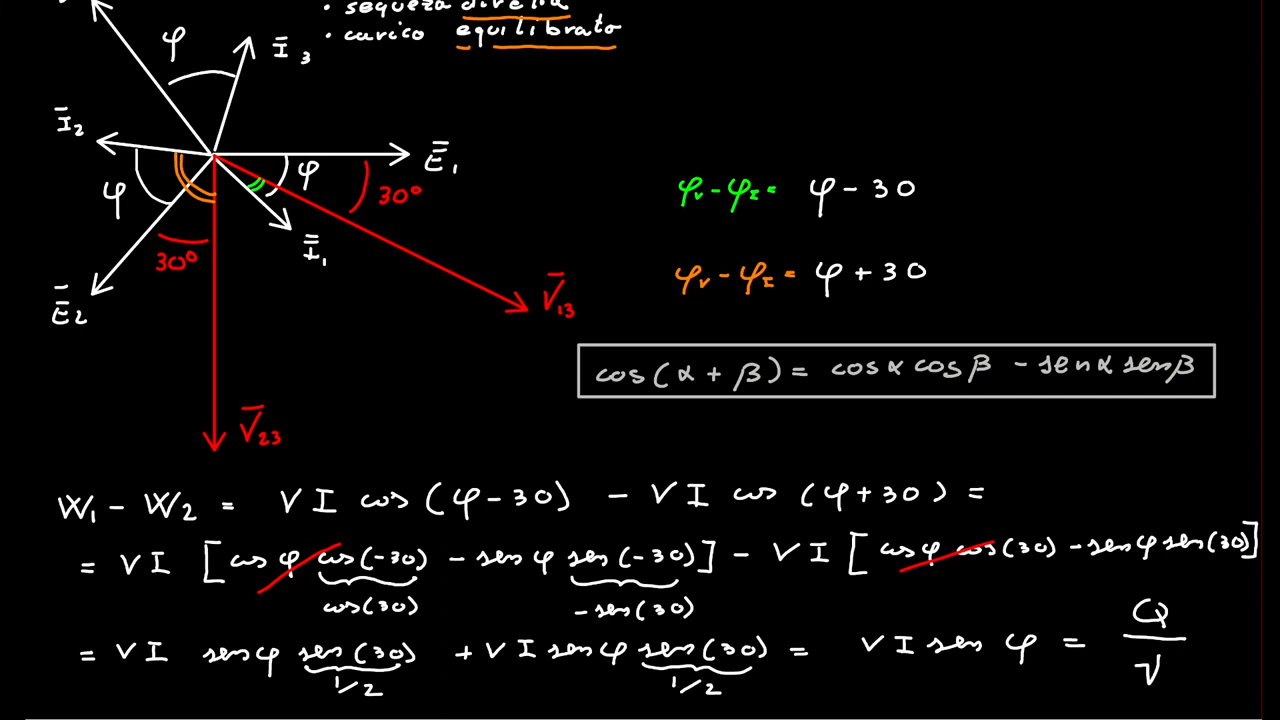 • sequeza diretta
• carico equilibrato
φ
Ī3
Ī2
Ē1
φ
φ
30°
Ī1
30°
Ē2
V̄13
V̄23
φV - φI = φ - 30
φV - φI = φ + 30
cos(α + β) = cosα cosβ - senα senβ
W1 - W2 = VI cos(φ-30) - VI cos(φ+30) =
= VI [cosφ cos(-30) - senφ sen(-30)] - VI [cosφ cos(30) - senφ sen(30)]
cos(30) -sen(30)
= VI senφ sen(30) + VI senφ sen(30) = VI senφ = Q/√
1/2 1/2